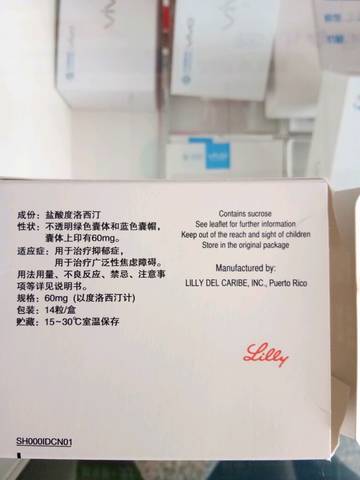 vivo
vivo
vivo
成份：盐酸度洛西汀
性状：不透明绿色囊体和蓝色囊帽，
囊体上印有60mg。
适应症：用于治疗抑郁症，
用于治疗广泛性焦虑障碍。
用法用量、不良反应、禁忌、注意事
项等详见说明书。
规格：60mg (以度洛西汀计)
包装：14粒/盒
贮藏：15~30℃室温保存
SH000IDCN01
Contains sucrose
See leaflet for further information
Keep out of the reach and sight of children
Store in the original package
Manufactured by:
LILLY DEL CARIBE, INC., Puerto Rico
Lilly